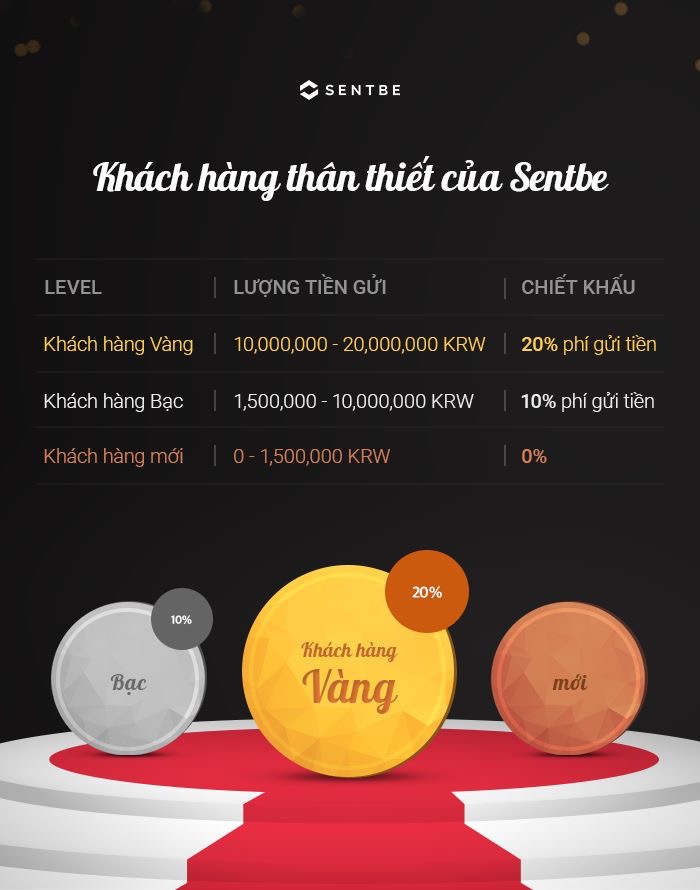 SENTBE
Khách hàng thân thiết của Sentbe
LEVEL | LƯỢNG TIỀN GỬI | CHIẾT KHẤU
Khách hàng Vàng | 10,000,000 - 20,000,000 KRW | 20% phí gửi tiền
Khách hàng Bạc | 1,500,000 - 10,000,000 KRW | 10% phí gửi tiền
Khách hàng mới | 0 - 1,500,000 KRW | 0%
10%
Bạc
20%
Khách hàng
Vàng
mới